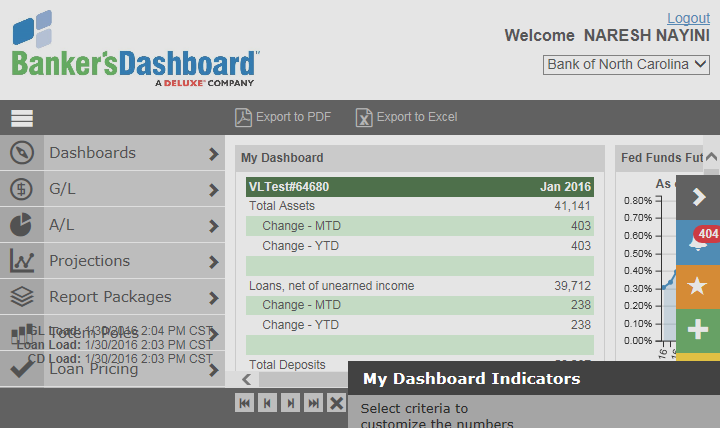 Logout
Welcome NARESH NAYINI
Banker'sDashboard™
A DELUXE® COMPANY
Bank of North Carolina
Export to PDF Export to Excel
Dashboards
G/L
A/L
Projections
Report Packages
Totem Poles
Loan Pricing
GL Load: 1/30/2016 2:04 PM CST
Loan Load: 1/30/2016 2:03 PM CST
CD Load: 1/30/2016 2:03 PM CST
My Dashboard
VLTest#64680 Jan 2016
Total Assets 41,141
Change - MTD 403
Change - YTD 403
Loans, net of unearned income 39,712
Change - MTD 238
Change - YTD 238
Total Deposits
Fed Funds Fut
As
0.80%
0.70%
0.60%
0.50%
0.40%
0.30%
0.20%
0.10%
0.00%
16
16
404
My Dashboard Indicators
Select criteria to
customize the numbers